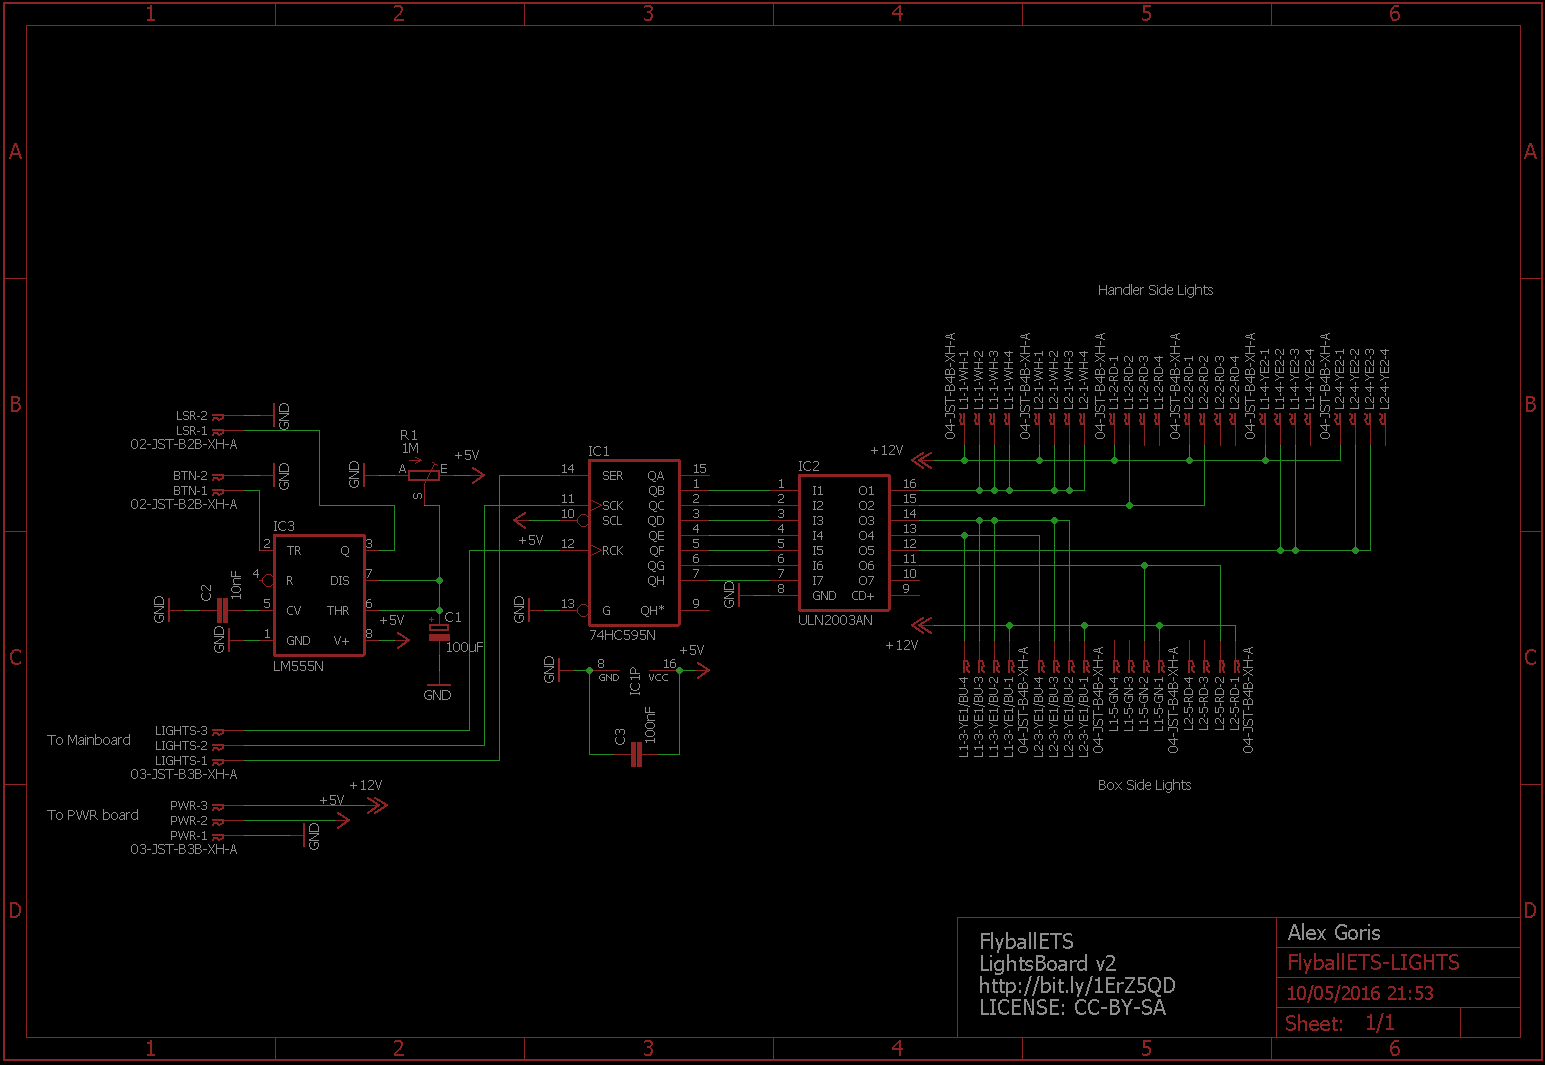 1 2 3 4 5 6
A A
Handler Side Lights
04-JST-B4B-XH-A
L1-1-WH-1
L1-1-WH-2
L1-1-WH-3
L1-1-WH-4
04-JST-B4B-XH-A
L2-1-WH-1
L2-1-WH-2
L2-1-WH-3
L2-1-WH-4
04-JST-B4B-XH-A
L1-2-RD-1
L1-2-RD-2
L1-2-RD-3
L1-2-RD-4
04-JST-B4B-XH-A
L2-2-RD-1
L2-2-RD-2
L2-2-RD-3
L2-2-RD-4
04-JST-B4B-XH-A
L1-4-YE2-1
L1-4-YE2-2
L1-4-YE2-3
L1-4-YE2-4
04-JST-B4B-XH-A
L2-4-YE2-1
L2-4-YE2-2
L2-4-YE2-3
L2-4-YE2-4
B B
LSR-2 GND
LSR-1
02-JST-B2B-XH-A
BTN-2 GND
BTN-1
02-JST-B2B-XH-A
R1
1M
GND A E +5V
S
IC3
2 TR Q 3
4 R DIS 7
5 CV THR 6
1 GND V+ 8
LM555N
GND C2 10nF
GND
+5V
C1
100uF
GND
IC1
14 SER QA 15
QB 1
11 SCK QC 2
10 SCL QD 3
QE 4
12 RCK QF 5
QG 6
QH 7
13 G QH* 9
74HC595N
+5V
GND
IC2
1 I1 O1 16
2 I2 O2 15
3 I3 O3 14
4 I4 O4 13
5 I5 O5 12
6 I6 O6 11
7 I7 O7 10
8 GND CD+ 9
ULN2003AN
GND
+12V
+12V
GND 8 GND IC1P 16 VCC +5V
C3 100nF
C C
L1-3-YE1/BU-4
L1-3-YE1/BU-3
L1-3-YE1/BU-2
L1-3-YE1/BU-1
04-JST-B4B-XH-A
L2-3-YE1/BU-4
L2-3-YE1/BU-3
L2-3-YE1/BU-2
L2-3-YE1/BU-1
04-JST-B4B-XH-A
L1-5-GN-4
L1-5-GN-3
L1-5-GN-2
L1-5-GN-1
04-JST-B4B-XH-A
L2-5-RD-4
L2-5-RD-3
L2-5-RD-2
L2-5-RD-1
04-JST-B4B-XH-A
Box Side Lights
To Mainboard
LIGHTS-3
LIGHTS-2
LIGHTS-1
03-JST-B3B-XH-A
To PWR board
PWR-3 +12V
PWR-2 +5V
PWR-1 GND
03-JST-B3B-XH-A
D D
FlyballETS
LightsBoard v2
http://bit.ly/1ErZ5QD
LICENSE: CC-BY-SA
Alex Goris
FlyballETS-LIGHTS
10/05/2016 21:53
Sheet: 1/1
1 2 3 4 5 6